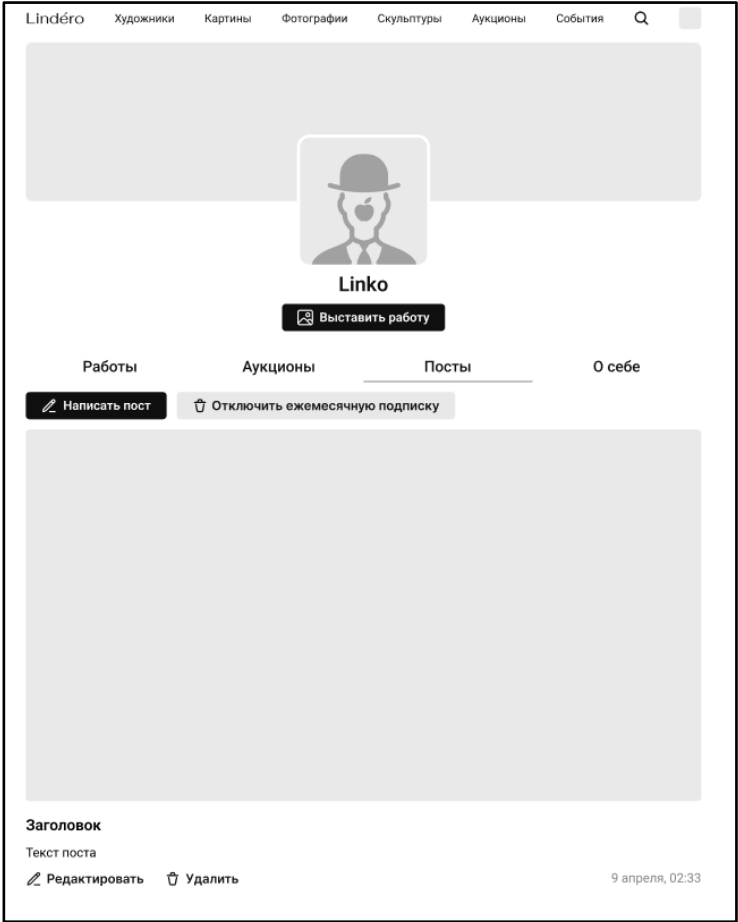 Lindéro Художники Картины Фотографии Скульптуры Аукционы События
Linko
Выставить работу
Работы Аукционы Посты О себе
Написать пост Отключить ежемесячную подписку
Заголовок
Текст поста
Редактировать Удалить 9 апреля, 02:33